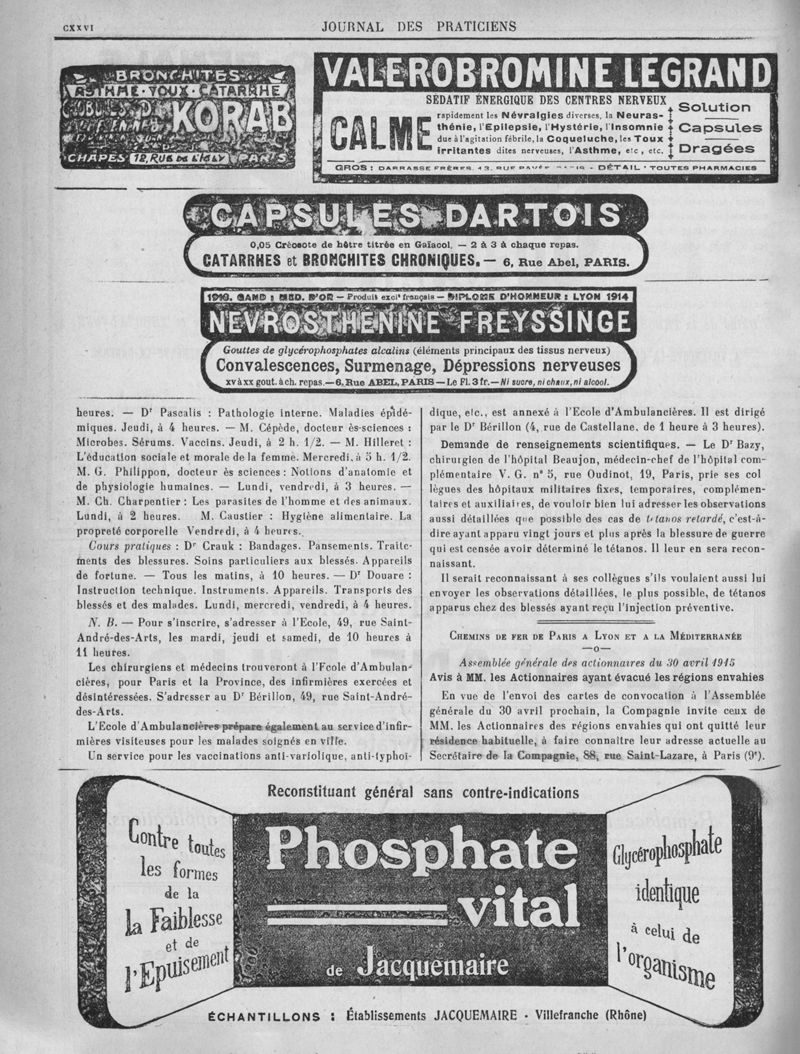 CXXVI
JOURNAL DES PRATICIENS
BRONCHITES
ASTHME·TOUX·CATARRHE
GLOBULES DU
DR DE KORAB
CHAPES 12, RUE DE L'ISLY PARIS
VALEROBROMINE LEGRAND
SÉDATIF ÉNERGIQUE DES CENTRES NERVEUX
CALME
rapidement les Névralgies diverses, la Neuras-
thénie, l'Epilepsie, l'Hystérie, l'Insomnie
due à l'agitation fébrile, la Coqueluche, les Toux
irritantes dites nerveuses, l'Asthme, etc, etc.
Solution
Capsules
Dragées
GROS : DARRASSE FRÈRES, 13, RUE PAVÉE, PARIS - DÉTAIL · TOUTES PHARMACIES
CAPSULES DARTOIS
0,05 Créosote de hêtre titrée en Gaïacol. — 2 à 3 à chaque repas.
CATARRHES et BRONCHITES CHRONIQUES. — 6, Rue Abel, PARIS.
1913. GAND : MED. D'OR — Produit exclt français — DIPLOME D'HONNEUR : LYON 1914
NEVROSTHÉNINE FREYSSINGE
Gouttes de glycérophosphates alcalins (éléments principaux des tissus nerveux)
Convalescences, Surmenage, Dépressions nerveuses
xv à xx gout. à ch. repas. — 6, Rue ABEL, PARIS — Le Fl. 3 fr. — Ni sucre, ni chaux, ni alcool.
heures. — Dr Pascalis : Pathologie interne. Maladies épidé-
miques. Jeudi, à 4 heures. — M. Cépède, docteur ès-sciences :
Microbes. Sérums. Vaccins. Jeudi, à 2 h. 1/2. — M. Hilleret :
L'éducation sociale et morale de la femme. Mercredi, à 5 h. 1/2.
M. G. Philippon, docteur ès sciences : Notions d'anatomie et
de physiologie humaines. — Lundi, vendredi, à 3 heures. —
M. Ch. Charpentier : Les parasites de l'homme et des animaux.
Lundi, à 2 heures. M. Caustier : Hygiène alimentaire. La
propreté corporelle Vendredi, à 4 heures.
Cours pratiques : Dr Crauk : Bandages. Pansements. Traite-
ments des blessures. Soins particuliers aux blessés. Appareils
de fortune. — Tous les matins, à 10 heures. — Dr Douare :
Instruction technique. Instruments. Appareils. Transports des
blessés et des malades. Lundi, mercredi, vendredi, à 4 heures.
N. B. — Pour s'inscrire, s'adresser à l'Ecole, 49, rue Saint-
André-des-Arts, les mardi, jeudi et samedi, de 10 heures à
11 heures.
Les chirurgiens et médecins trouveront à l'Ecole d'Ambulan-
cières, pour Paris et la Province, des infirmières exercées et
désintéressées. S'adresser au Dr Bérillon, 49, rue Saint-André-
des-Arts.
L'Ecole d'Ambulancières prépare également au service d'infir-
mières visiteuses pour les malades soignés en ville.
Un service pour les vaccinations anti-variolique, anti-typhoï-
dique, etc., est annexé à l'Ecole d'Ambulancières. Il est dirigé
par le Dr Bérillon (4, rue de Castellane, de 1 heure à 3 heures).
Demande de renseignements scientifiques. — Le Dr Bazy,
chirurgien de l'hôpital Beaujon, médecin-chef de l'hôpital com-
plémentaire V. G. n° 5, rue Oudinot, 19, Paris, prie ses col
lègues des hôpitaux militaires fixes, temporaires, complémen-
taires et auxiliaires, de vouloir bien lui adresser les observations
aussi détaillées que possible des cas de tétanos retardé, c'est-à-
dire ayant apparu vingt jours et plus après la blessure de guerre
qui est censée avoir déterminé le tétanos. Il leur en sera recon-
naissant.
Il serait reconnaissant à ses collègues s'ils voulaient aussi lui
envoyer les observations détaillées, le plus possible, de tétanos
apparus chez des blessés ayant reçu l'injection préventive.
CHEMINS DE FER DE PARIS A LYON ET A LA MÉDITERRANÉE
—o—
Assemblée générale des actionnaires du 30 avril 1915
Avis à MM. les Actionnaires ayant évacué les régions envahies
En vue de l'envoi des cartes de convocation à l'Assemblée
générale du 30 avril prochain, la Compagnie invite ceux de
MM. les Actionnaires des régions envahies qui ont quitté leur
résidence habituelle, à faire connaître leur adresse actuelle au
Secrétaire de la Compagnie, 88, rue Saint-Lazare, à Paris (9e).
Reconstituant général sans contre-indications
Contre toutes
les formes
de la
la Faiblesse
et de
l'Epuisement
Phosphate
vital
de Jacquemaire
Glycérophosphate
identique
à celui de
l'organisme
ÉCHANTILLONS : Établissements JACQUEMAIRE - Villefranche (Rhône)